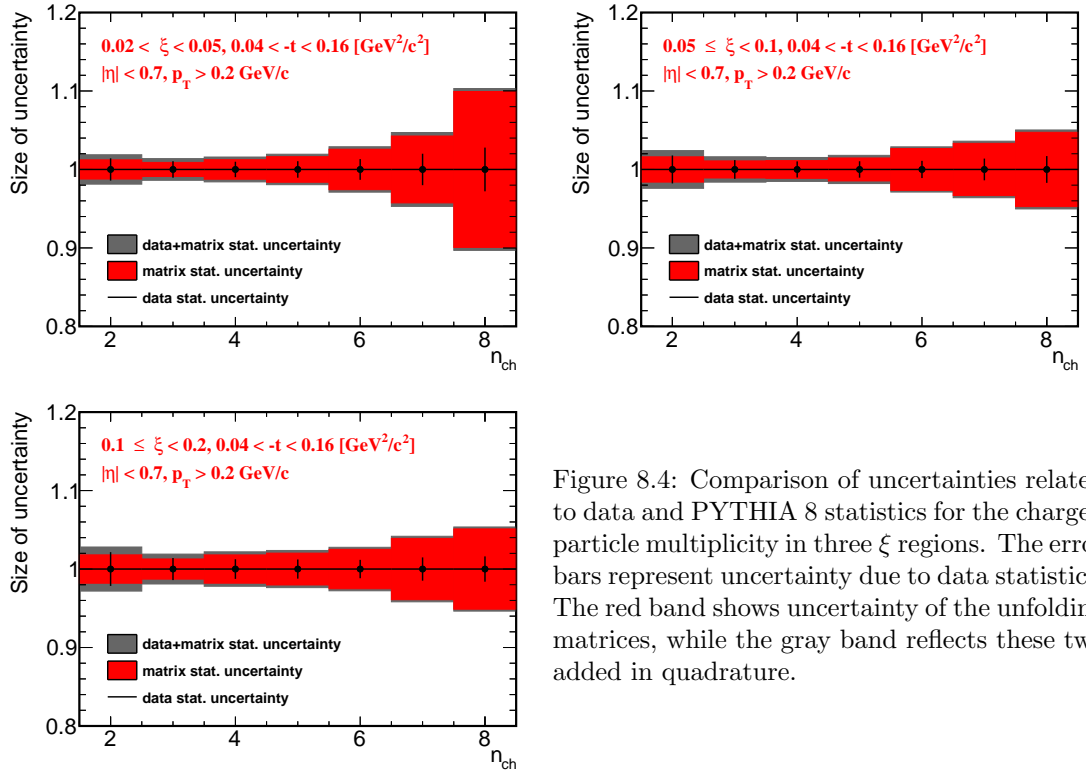 1.2
0.02 < ξ < 0.05, 0.04 < -t < 0.16 [GeV²/c²]
|η| < 0.7, p_T > 0.2 GeV/c
1.1
1
0.9
0.8
Size of uncertainty
data+matrix stat. uncertainty
matrix stat. uncertainty
data stat. uncertainty
2 4 6 8
n_ch
1.2
0.05 ≤ ξ < 0.1, 0.04 < -t < 0.16 [GeV²/c²]
|η| < 0.7, p_T > 0.2 GeV/c
1.1
1
0.9
0.8
Size of uncertainty
data+matrix stat. uncertainty
matrix stat. uncertainty
data stat. uncertainty
2 4 6 8
n_ch
1.2
0.1 ≤ ξ < 0.2, 0.04 < -t < 0.16 [GeV²/c²]
|η| < 0.7, p_T > 0.2 GeV/c
1.1
1
0.9
0.8
Size of uncertainty
data+matrix stat. uncertainty
matrix stat. uncertainty
data stat. uncertainty
2 4 6 8
n_ch
Figure 8.4: Comparison of uncertainties relate
to data and PYTHIA 8 statistics for the charge
particle multiplicity in three ξ regions. The erro
bars represent uncertainty due to data statistic
The red band shows uncertainty of the unfoldin
matrices, while the gray band reflects these tw
added in quadrature.